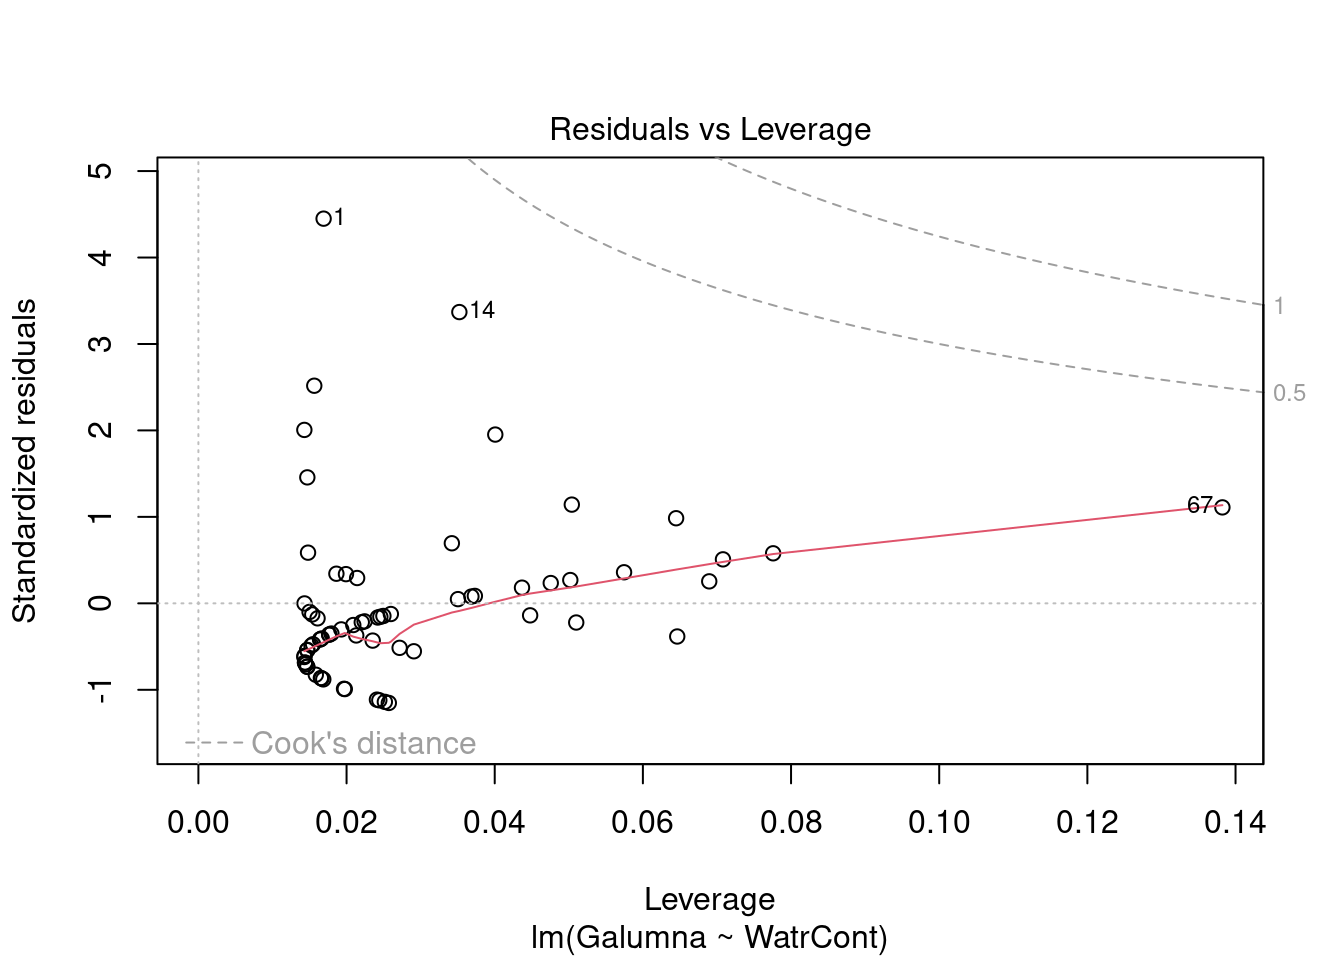 Residuals vs Leverage
Standardized residuals
5
4
3
2
1
0
-1
1
14
67
1
0.5
Cook's distance
0.00 0.02 0.04 0.06 0.08 0.10 0.12 0.14
Leverage
lm(Galumna ~ WatrCont)